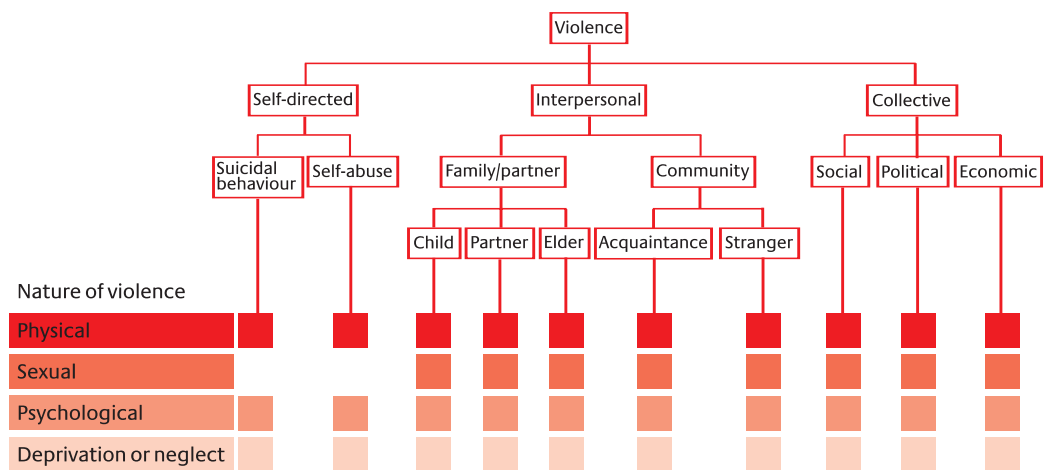 Violence
Self-directed
Interpersonal
Collective
Suicidal
behaviour
Self-abuse
Family/partner
Community
Social
Political
Economic
Child
Partner
Elder
Acquaintance
Stranger
Nature of violence
Physical
Sexual
Psychological
Deprivation or neglect